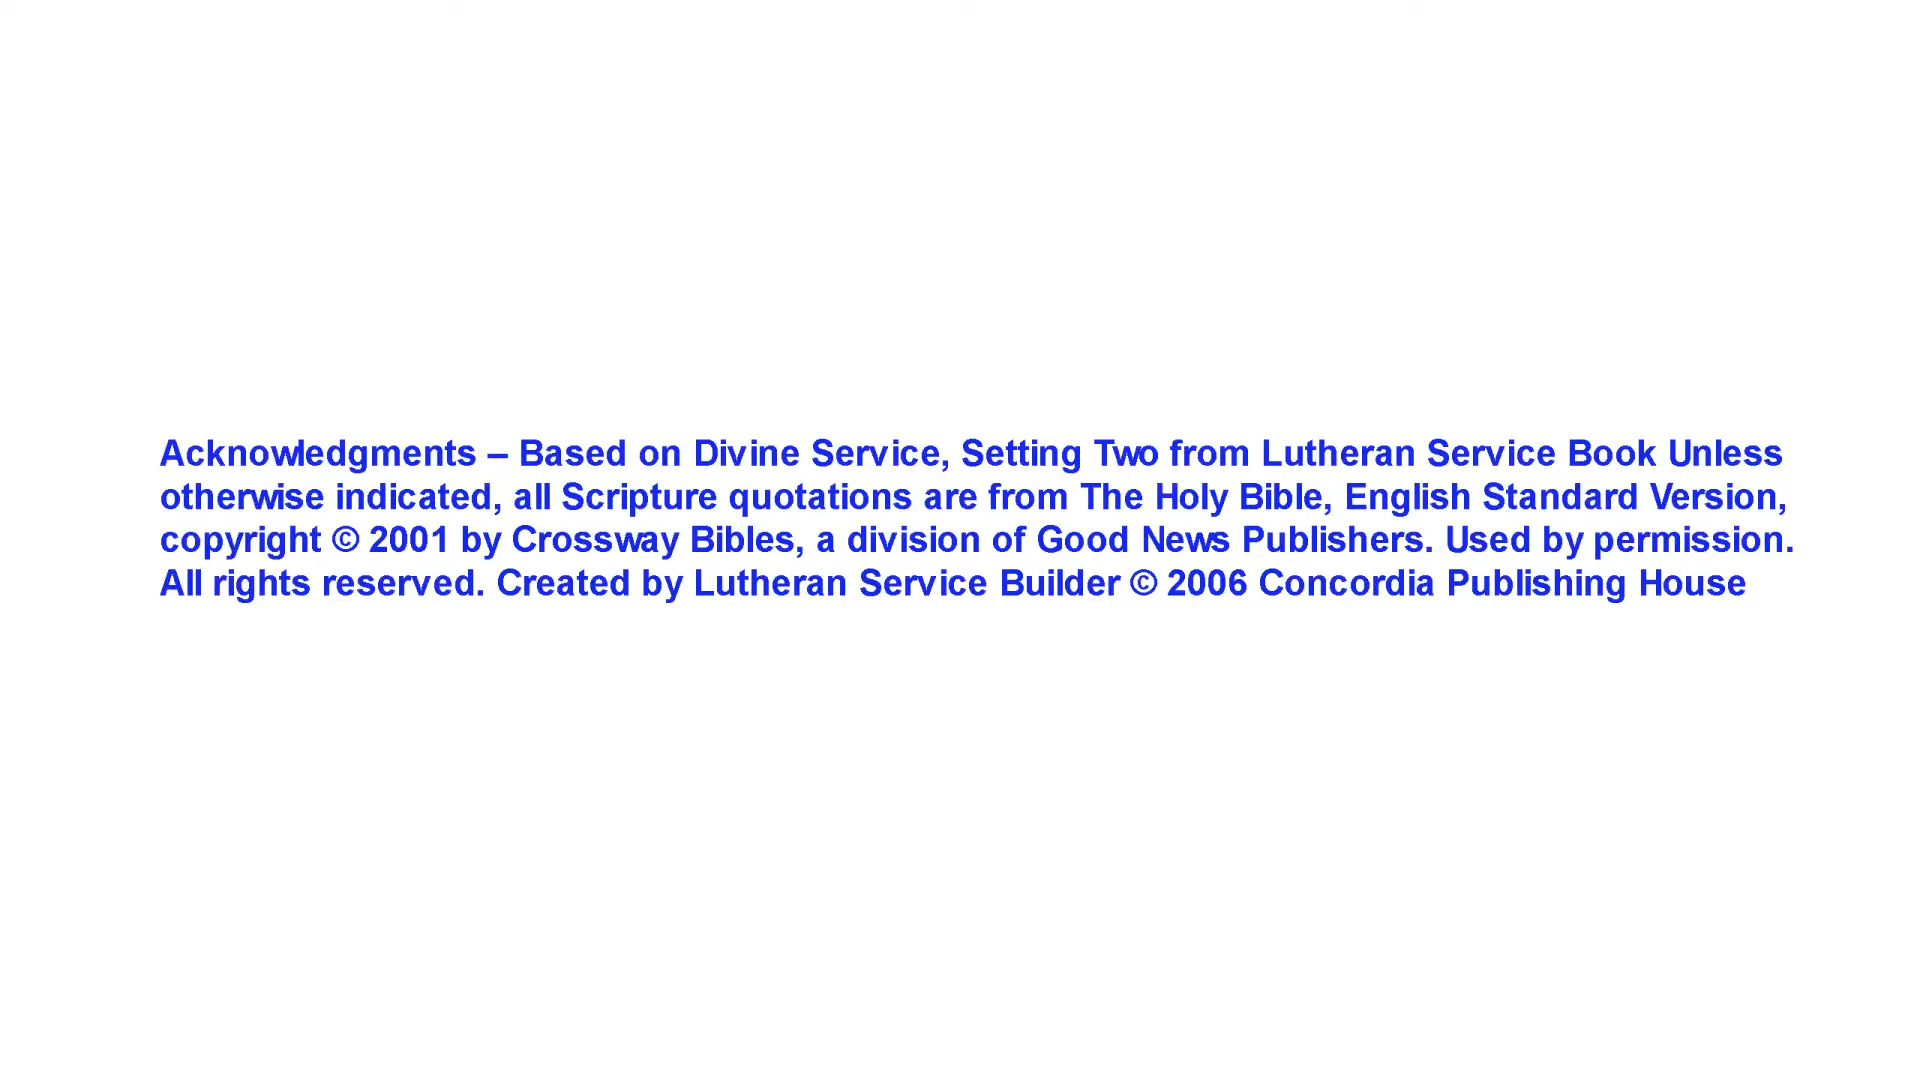 Acknowledgments – Based on Divine Service, Setting Two from Lutheran Service Book Unless
otherwise indicated, all Scripture quotations are from The Holy Bible, English Standard Version,
copyright © 2001 by Crossway Bibles, a division of Good News Publishers. Used by permission.
All rights reserved. Created by Lutheran Service Builder © 2006 Concordia Publishing House